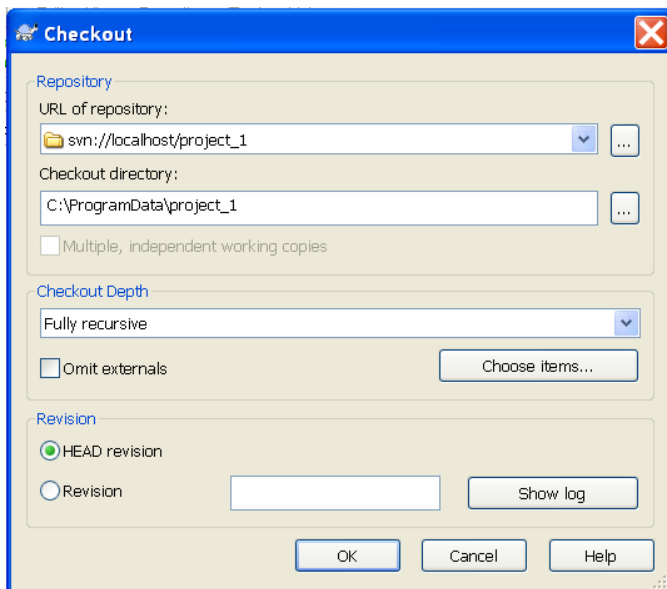 Checkout
Repository
URL of repository:
svn://localhost/project_1
...
Checkout directory:
C:\ProgramData\project_1
...
Multiple, independent working copies
Checkout Depth
Fully recursive
Omit externals
Choose items...
Revision
HEAD revision
Revision
Show log
OK
Cancel
Help